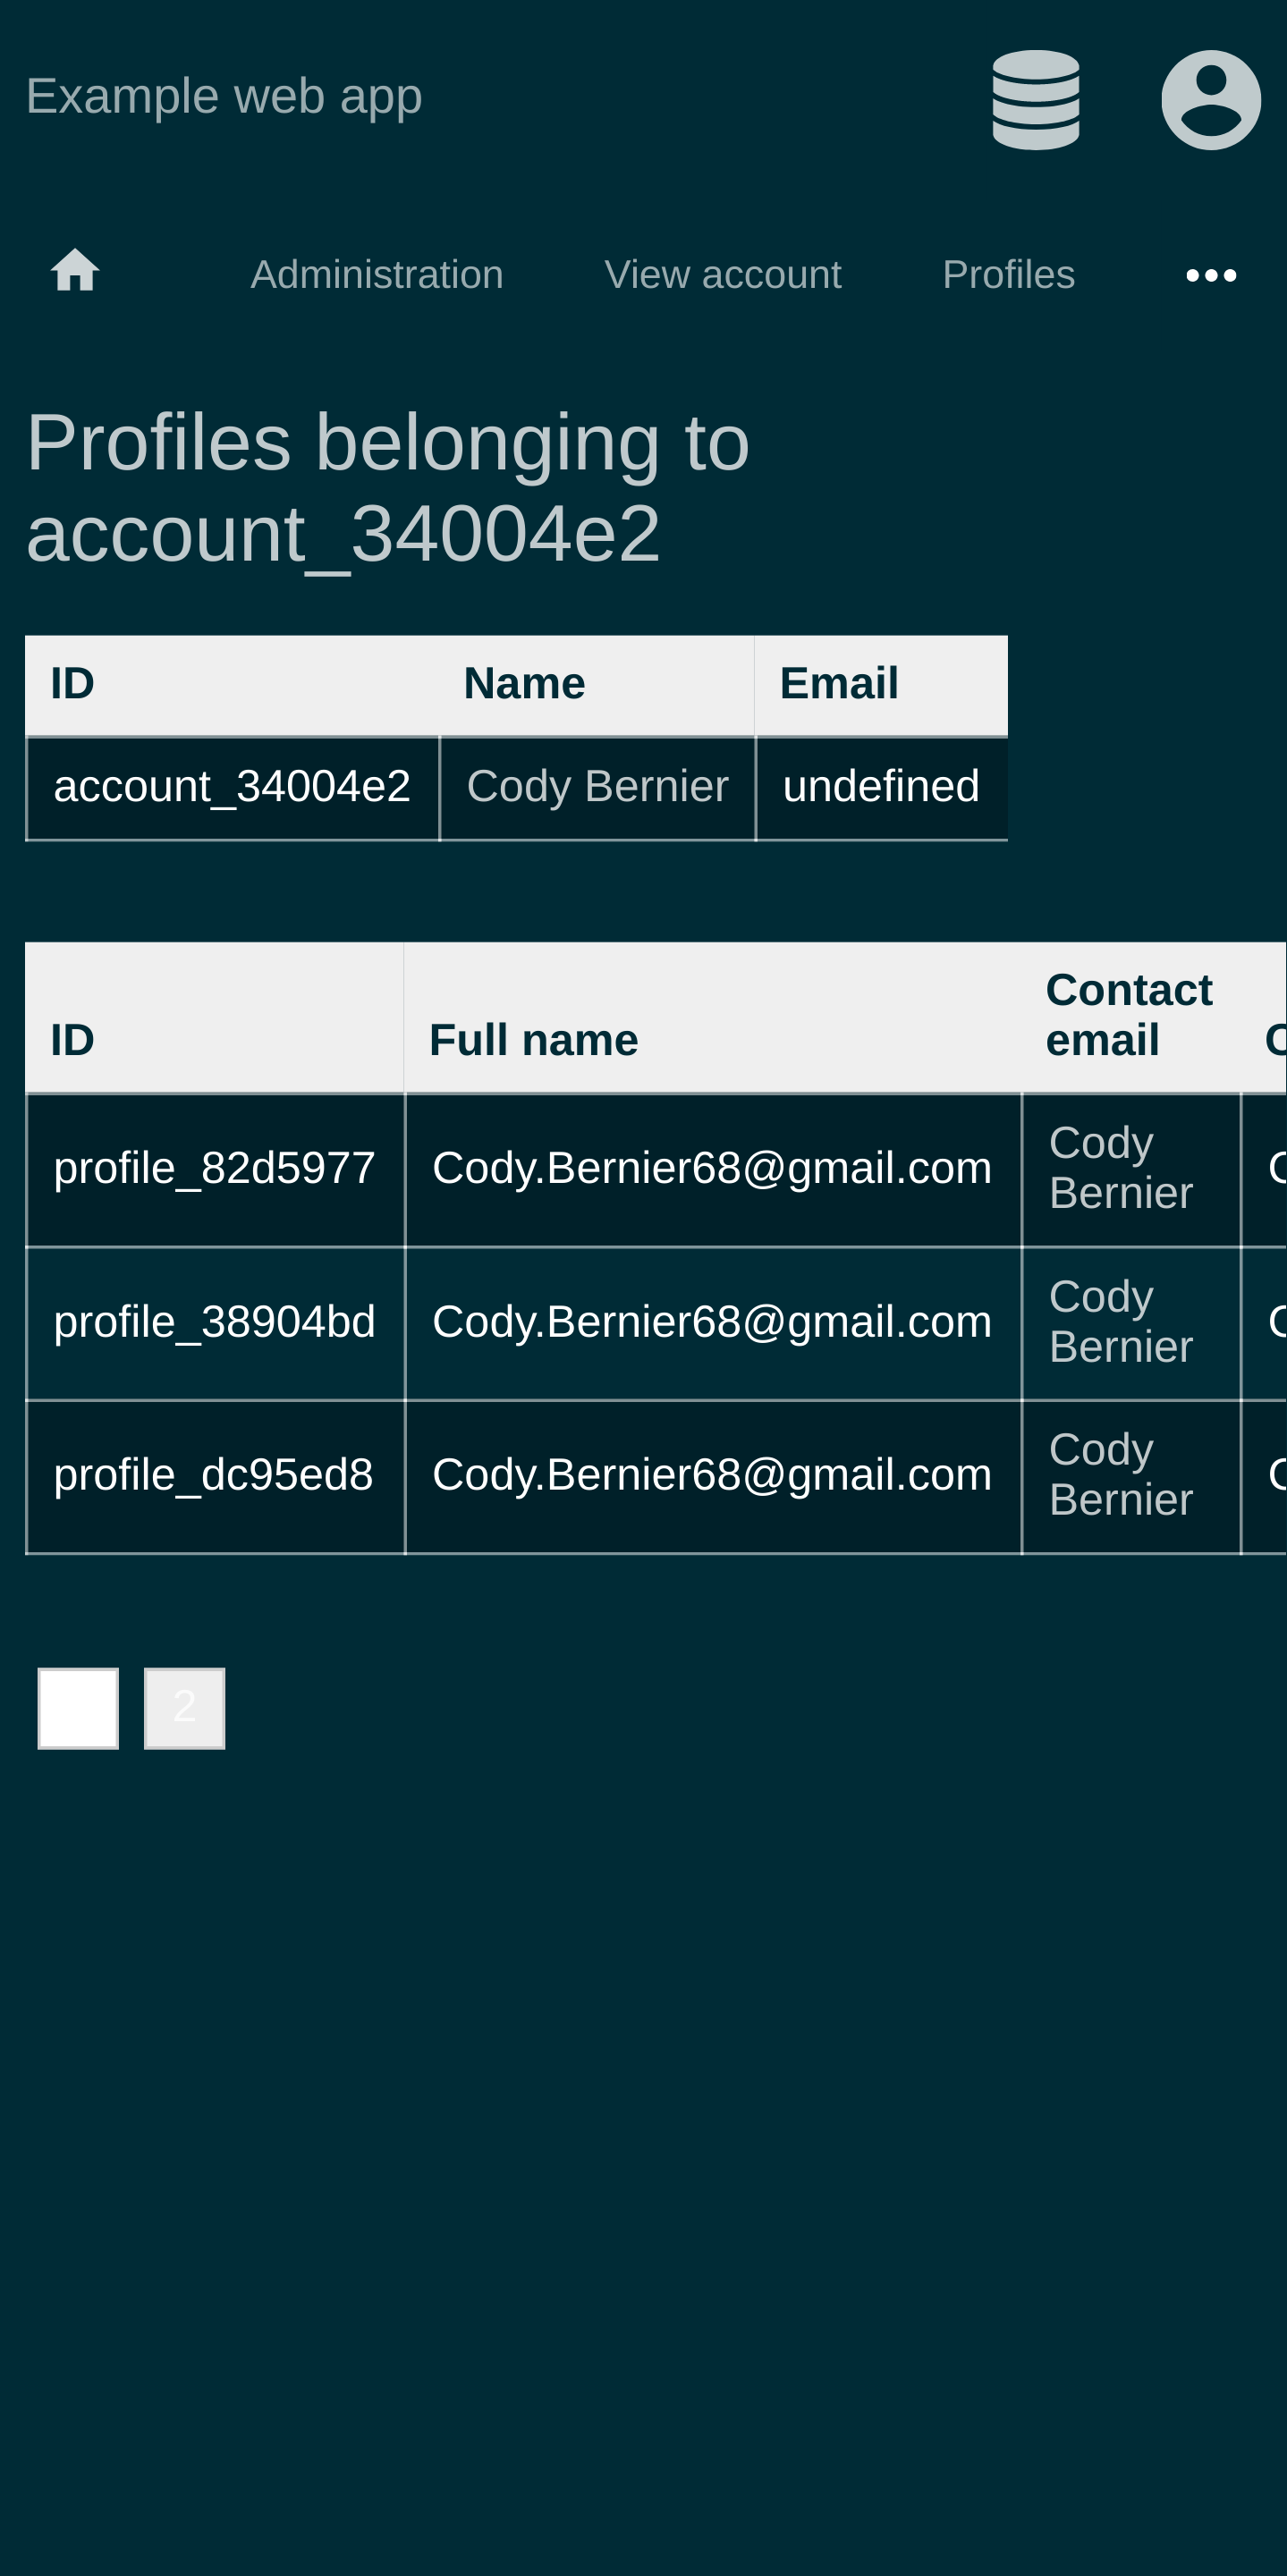 Example web app
Administration View account Profiles
Profiles belonging to
account_34004e2
ID Name Email
account_34004e2 Cody Bernier undefined
Contact
ID Full name email
Cody
profile_82d5977 Cody.Bernier68@gmail.com
Bernier
Cody
profile_38904bd Cody.Bernier68@gmail.com
Bernier
Cody
profile_dc95ed8 Cody.Bernier68@gmail.com
Bernier
2